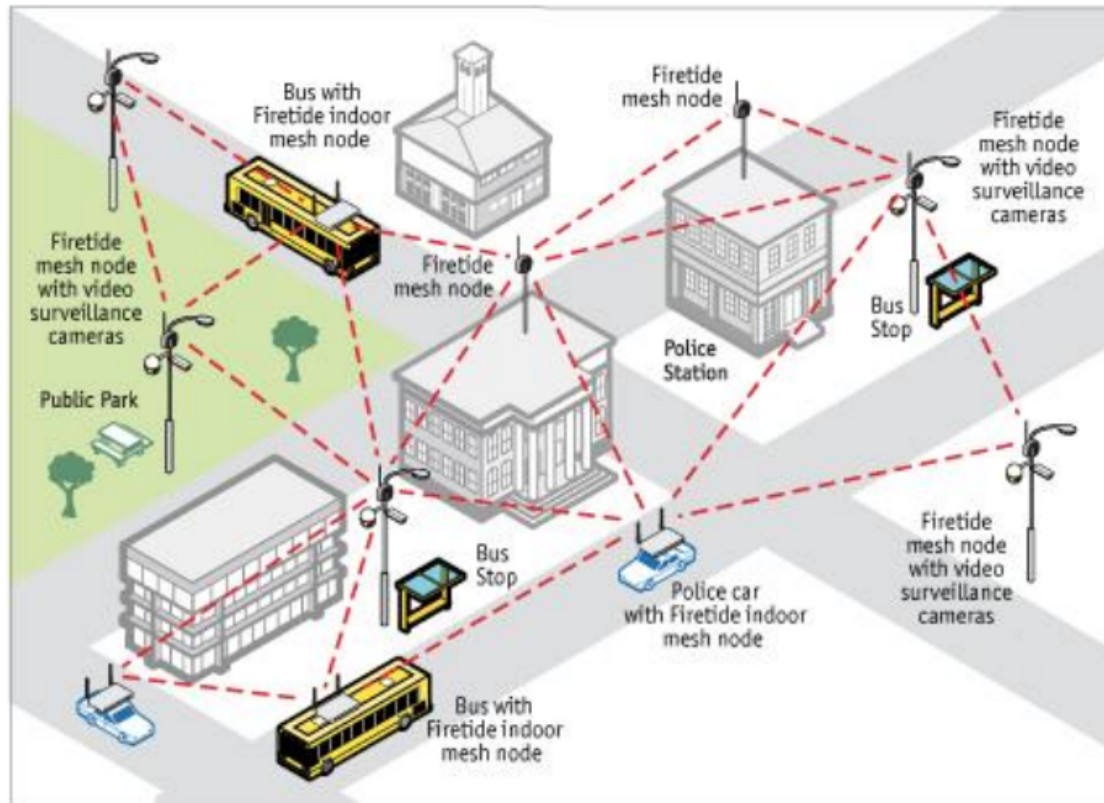 Bus with
Firetide indoor
mesh node
Firetide
mesh node
Firetide
mesh node
with video
surveillance
cameras
Firetide
mesh node
with video
surveillance
cameras
Firetide
mesh node
Bus
Stop
Police
Station
Public Park
Bus
Stop
Firetide
mesh node
with video
surveillance
cameras
Police car
with Firetide indoor
mesh node
Bus with
Firetide indoor
mesh node